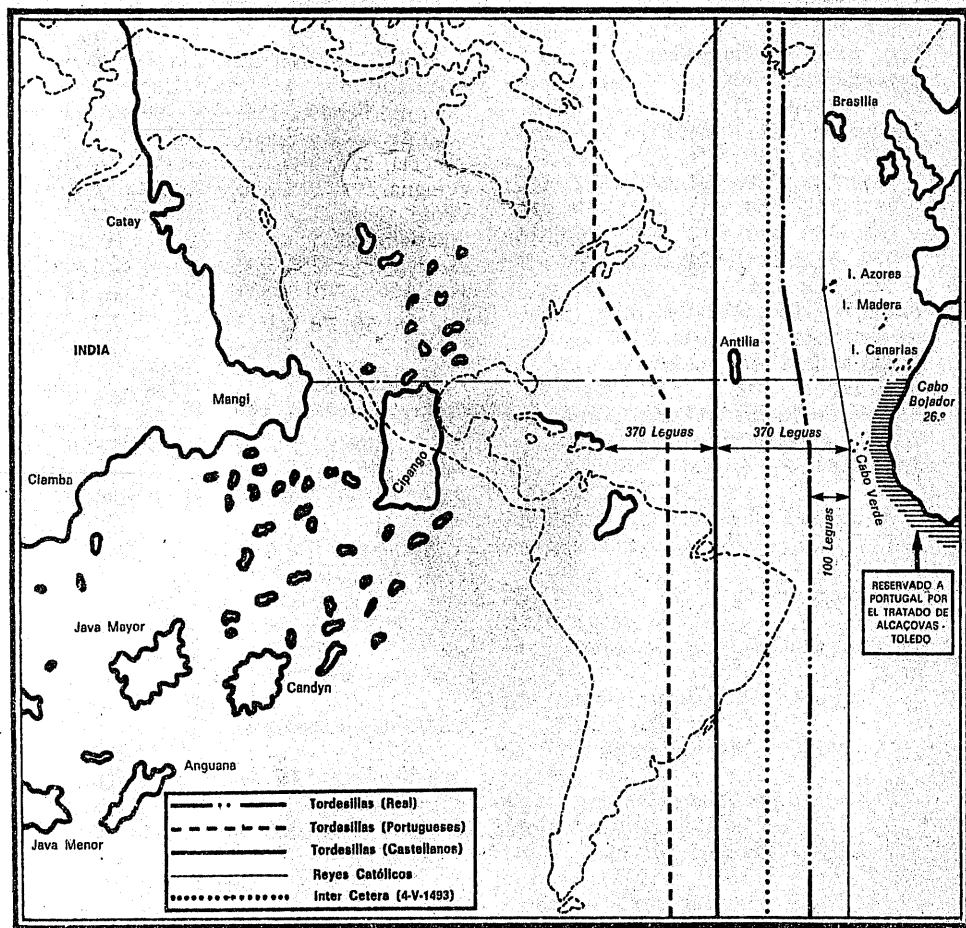 Brasilia
Catay
I. Azores
I. Madera
INDIA
Antilia
I. Canarias
Mangi
Cabo
Bojador
26.º
370 Leguas
370 Leguas
Ciamba
Cipango
Cabo Verde
100 Leguas
RESERVADO A
PORTUGAL POR
EL TRATADO DE
ALCAÇOVAS -
TOLEDO
Java Mayor
Candyn
Anguana
Java Menor
Tordesillas (Real)
Tordesillas (Portugueses)
Tordesillas (Castellanos)
Reyes Católicos
Inter Cetera (4-V-1493)